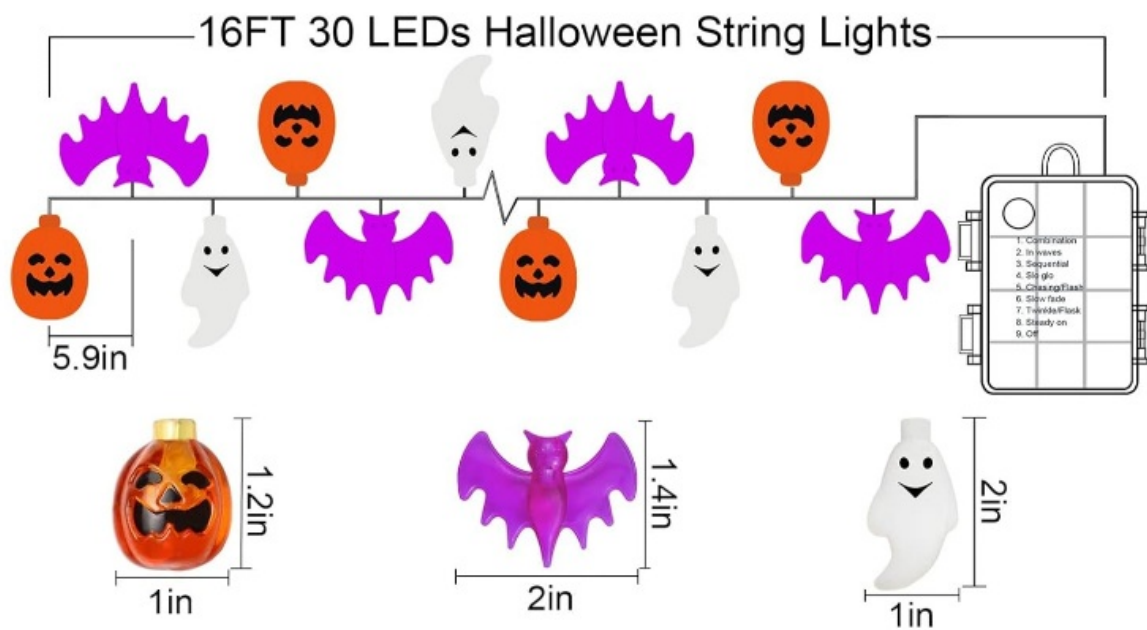 16FT 30 LEDs Halloween String Lights
1. Combination
2. In waves
3. Sequential
4. Slo glo
5. Chasing/Flash
6. Slow fade
7. Twinkle/Flask
8. Steady on
9. Off
5.9in
1.2in
1in
1.4in
2in
2in
1in